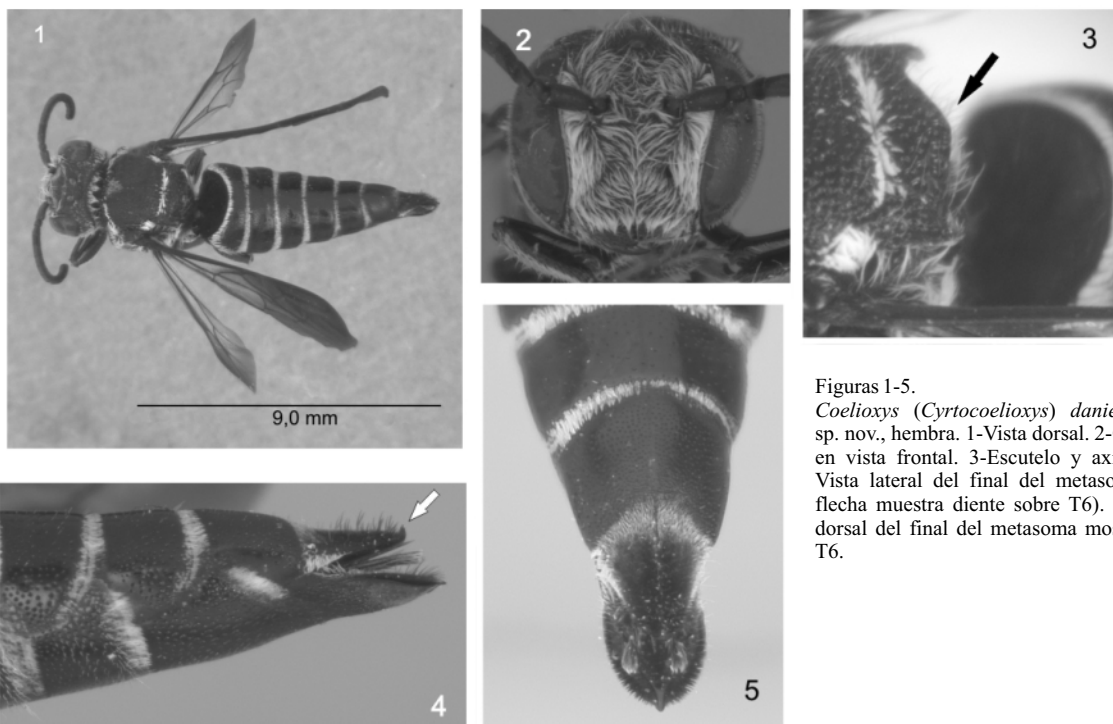 1
2
3
9,0 mm
4
5
Figuras 1-5.
Coelioxys (Cyrtocoelioxys) danie
sp. nov., hembra. 1-Vista dorsal. 2-
en vista frontal. 3-Escutelo y ax
Vista lateral del final del metaso
flecha muestra diente sobre T6).
dorsal del final del metasoma mo
T6.